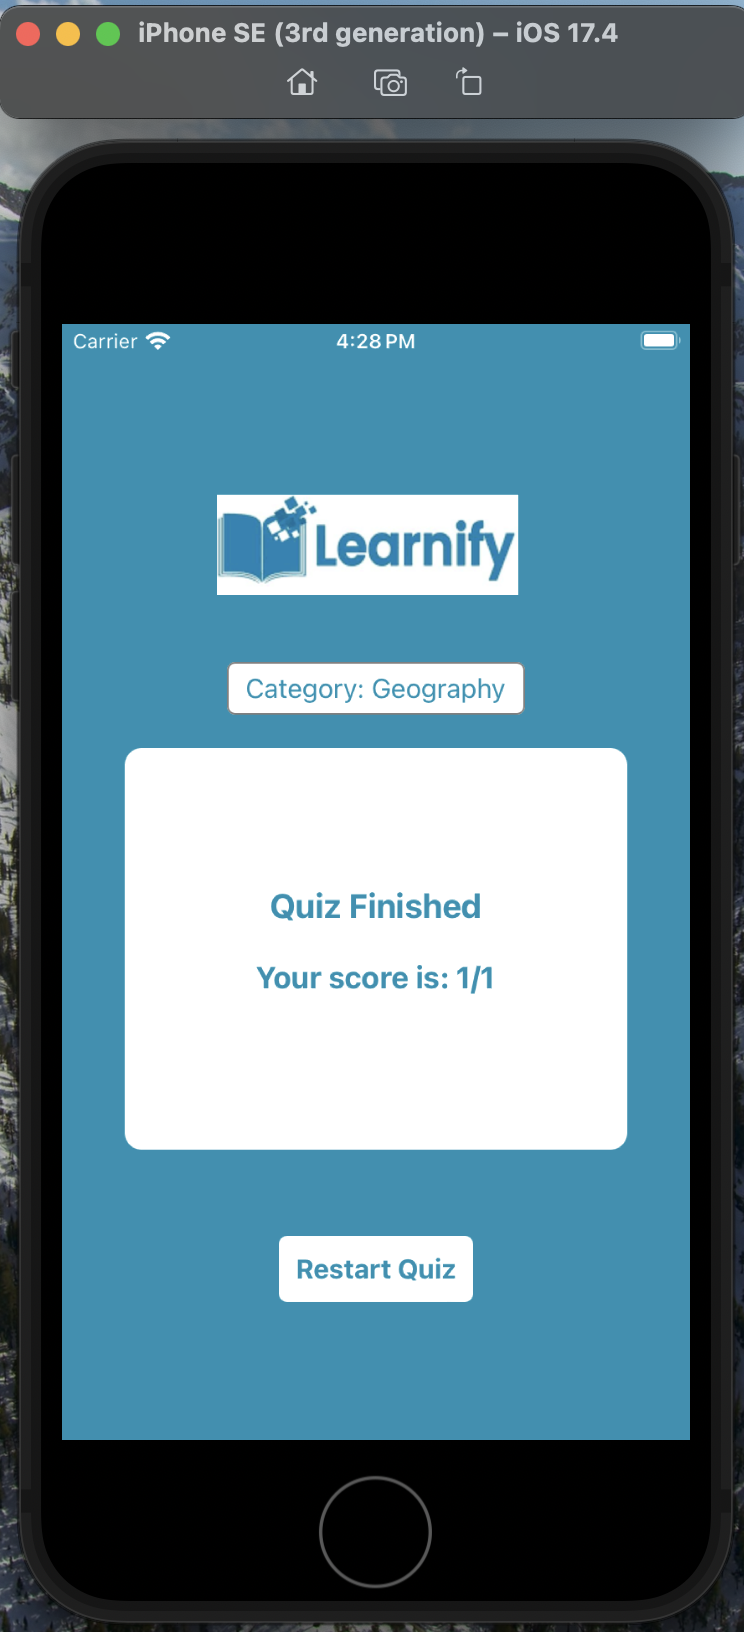 iPhone SE (3rd generation) – iOS 17.4
Carrier 4:28 PM
Learnify
Category: Geography
Quiz Finished
Your score is: 1/1
Restart Quiz